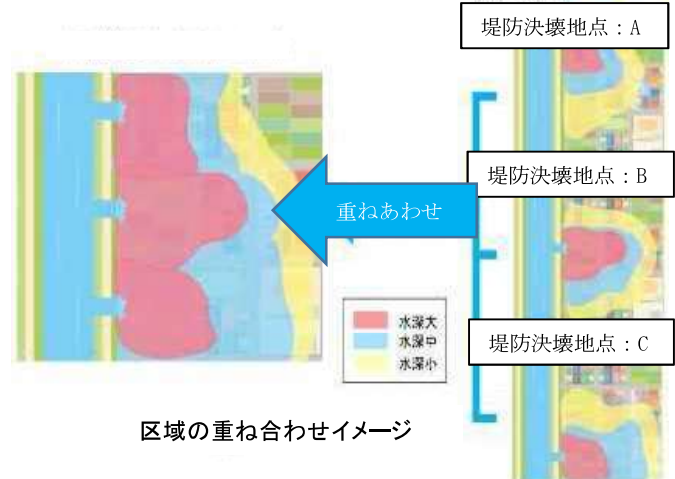 堤防決壊地点：A
堤防決壊地点：B
重ねあわせ
堤防決壊地点：C
水深大
水深中
水深小
区域の重ね合わせイメージ